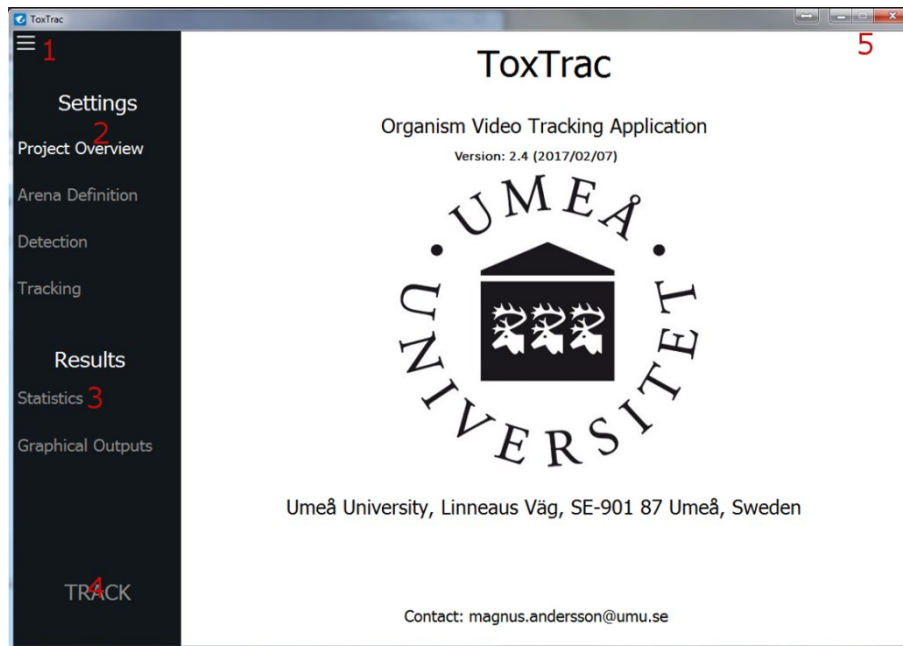 ToxTrac
1
5
Settings
2
Project Overview
Arena Definition
Detection
Tracking
Results
Statistics 3
Graphical Outputs
4
TRACK
ToxTrac
Organism Video Tracking Application
Version: 2.4 (2017/02/07)
· UMEÅ ·
UNIVERSITET
Umeå University, Linneaus Väg, SE-901 87 Umeå, Sweden
Contact: magnus.andersson@umu.se